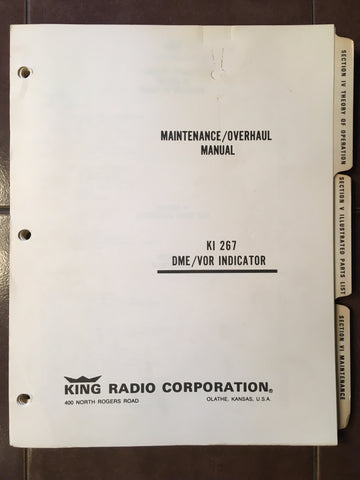 MAINTENANCE/OVERHAUL
MANUAL
KI 267
DME/VOR INDICATOR
KING RADIO CORPORATION®
400 NORTH ROGERS ROAD
OLATHE, KANSAS, U.S.A.
SECTION IV THEORY OF OPERATION
SECTION V ILLUSTRATED PARTS LIST
SECTION VI MAINTENANCE